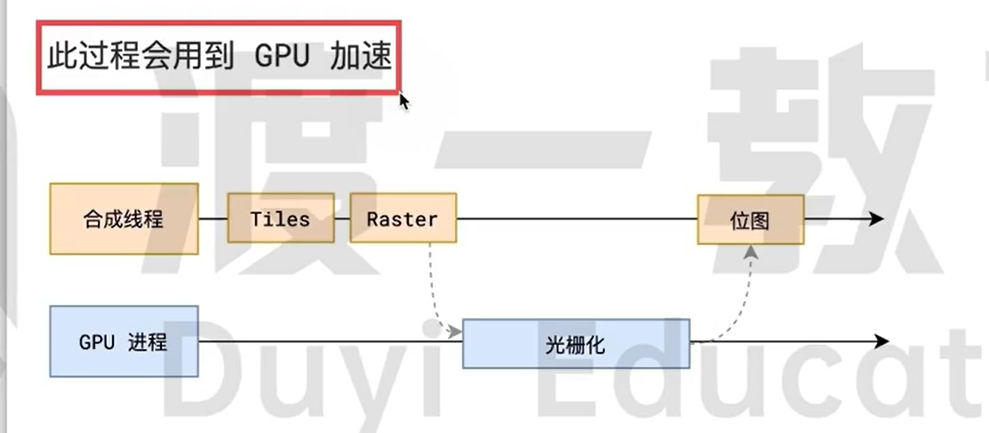 此过程会用到 GPU 加速
渡一教
合成线程
Tiles
Raster
位图
GPU 进程
光栅化
Duyi Educat